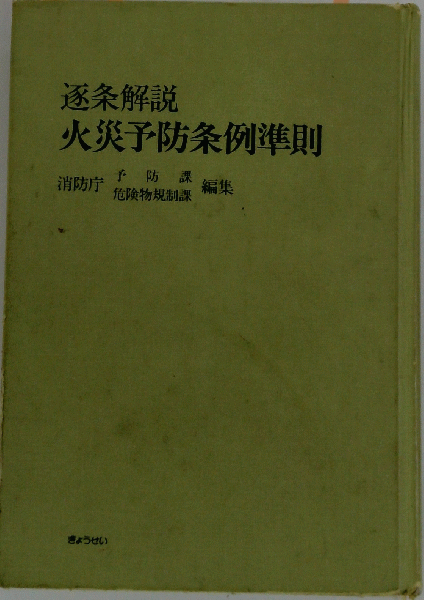 逐条解説
火災予防条例準則
消防庁 予防課 危険物規制課 編集
ぎょうせい